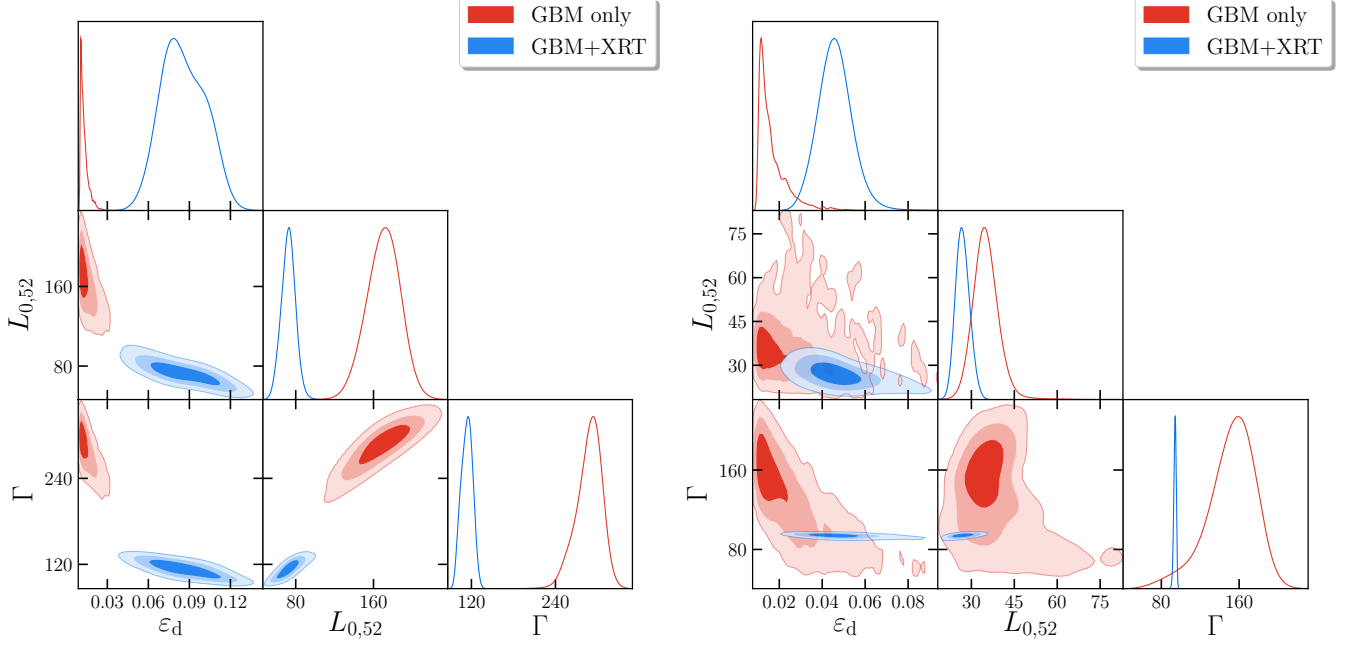 GBM only
GBM+XRT
L0,52
160
80
Γ
240
120
0.03 0.06 0.09 0.12
εd
80 160
L0,52
120 240
Γ
GBM only
GBM+XRT
L0,52
75
60
45
30
Γ
160
80
0.02 0.04 0.06 0.08
εd
30 45 60 75
L0,52
80 160
Γ